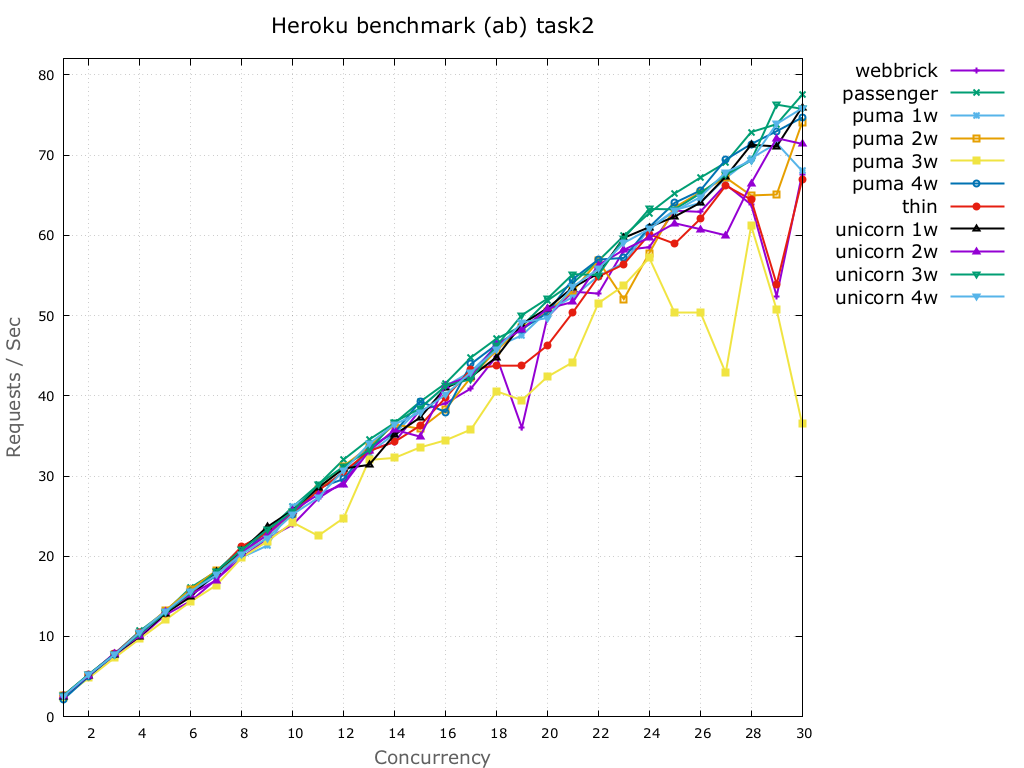 Heroku benchmark (ab) task2
webbrick
passenger
puma 1w
puma 2w
puma 3w
puma 4w
thin
unicorn 1w
unicorn 2w
unicorn 3w
unicorn 4w
Requests / Sec
80
70
60
50
40
30
20
10
0
2 4 6 8 10 12 14 16 18 20 22 24 26 28 30
Concurrency